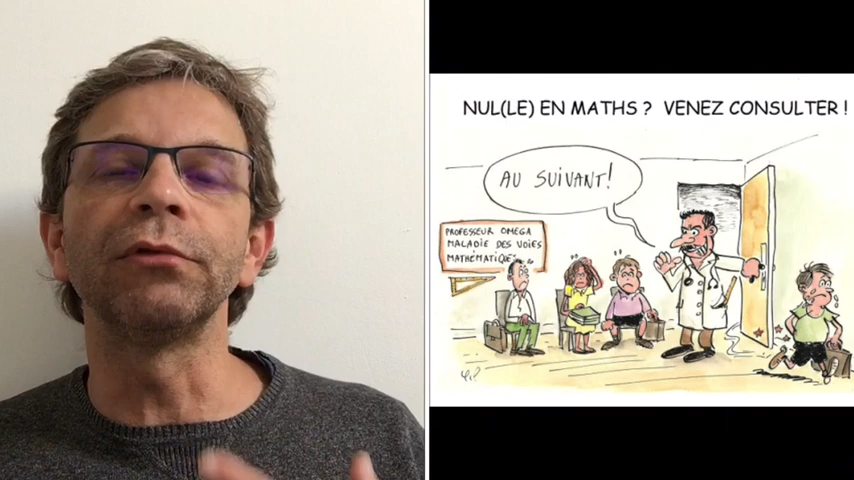 NUL(LE) EN MATHS ? VENEZ CONSULTER !
AU SUIVANT!
PROFESSEUR OMEGA
MALADIE DES VOIES
MATHÉMATIQUES